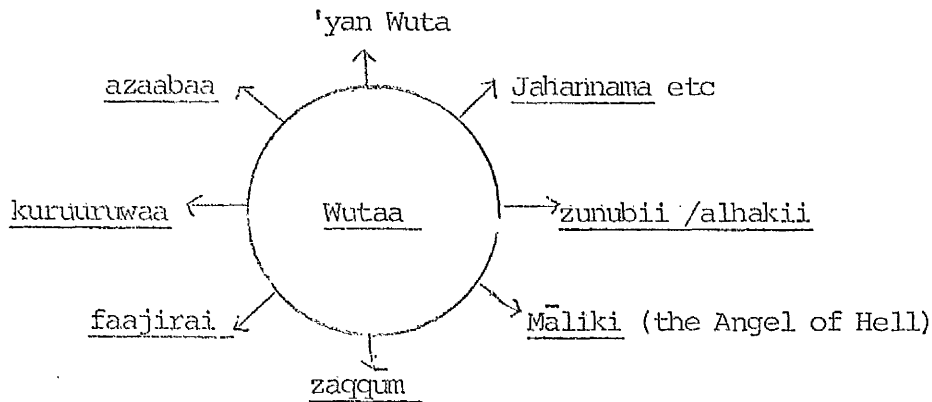 'yan Wuta
azaabaa
Jahannama etc
kuruuruwaa
Wutaa
zunubii /alhakii
faajirai
Māliki (the Angel of Hell)
zaqqum